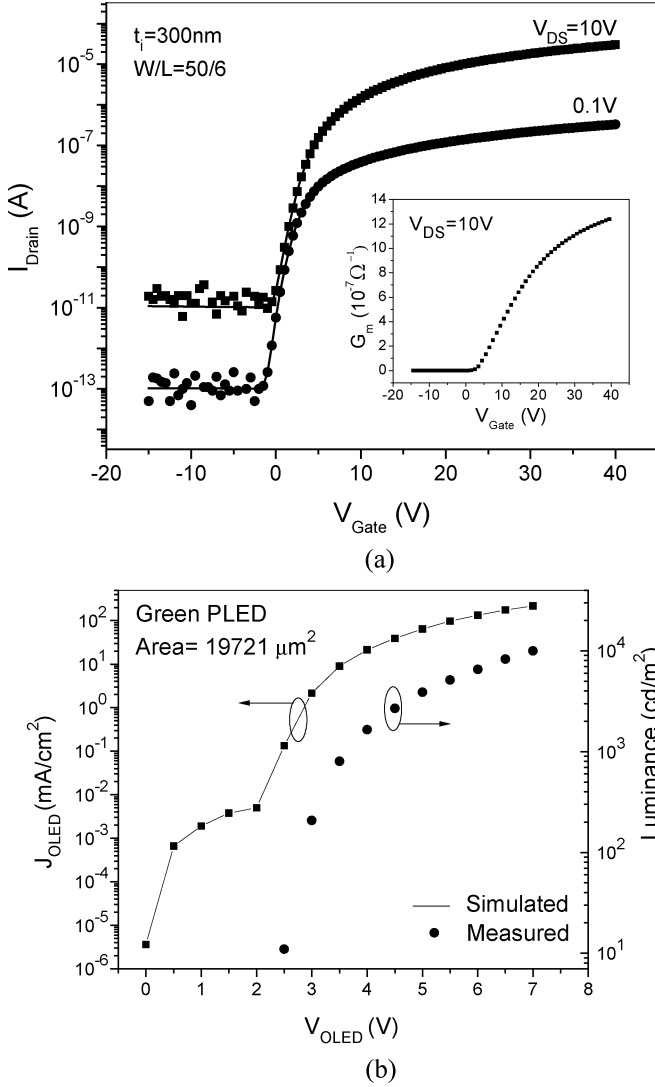 t_i=300nm
W/L=50/6
V_DS=10V
0.1V
I_Drain (A)
10^-5
10^-7
10^-9
10^-11
10^-13
-20 -10 0 10 20 30 40
V_Gate (V)
V_DS=10V
G_m (10^-7Ω^-1)
14
12
10
8
6
4
2
0
-20 -10 0 10 20 30 40
V_Gate (V)
(a)
Green PLED
Area= 19721 μm^2
J_OLED (mA/cm^2)
10^2
10^1
10^0
10^-1
10^-2
10^-3
10^-4
10^-5
10^-6
Luminance (cd/m^2)
10^4
10^3
10^2
10^1
Simulated
Measured
0 1 2 3 4 5 6 7 8
V_OLED (V)
(b)